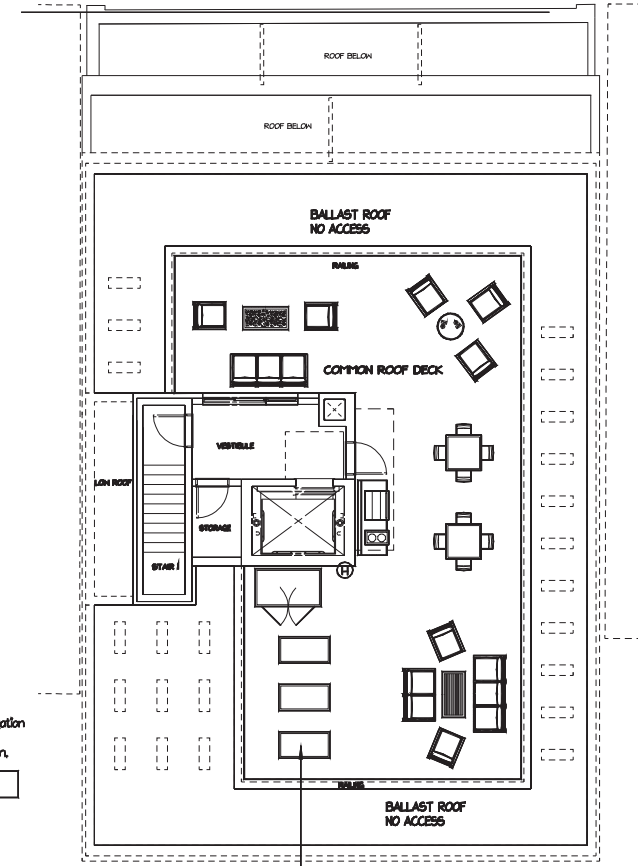 ROOF BELOW
ROOF BELOW
BALLAST ROOF
NO ACCESS
RAILING
COMMON ROOF DECK
VESTIBULE
LOW ROOF
STORAGE
STAIR 1
H
ation
n,
RAILING
BALLAST ROOF
NO ACCESS